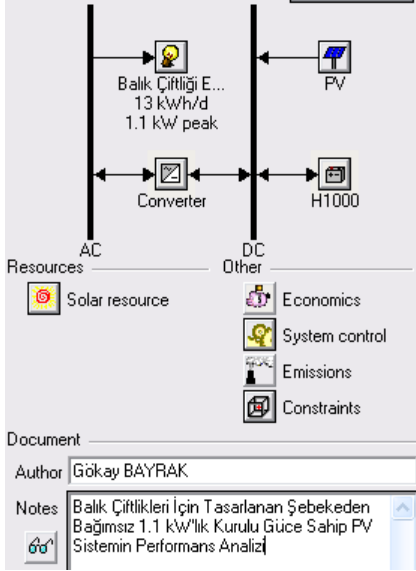 Balık Çiftliği E...
13 kWh/d
1.1 kW peak
PV
Converter
H1000
AC
DC
Resources
Other
Solar resource
Economics
System control
Emissions
Constraints
Document
Author Gökay BAYRAK
Notes Balık Çiftlikleri İçin Tasarlanan Şebekeden
Bağımsız 1.1 kW'lık Kurulu Güce Sahip PV
Sistemin Performans Analizi